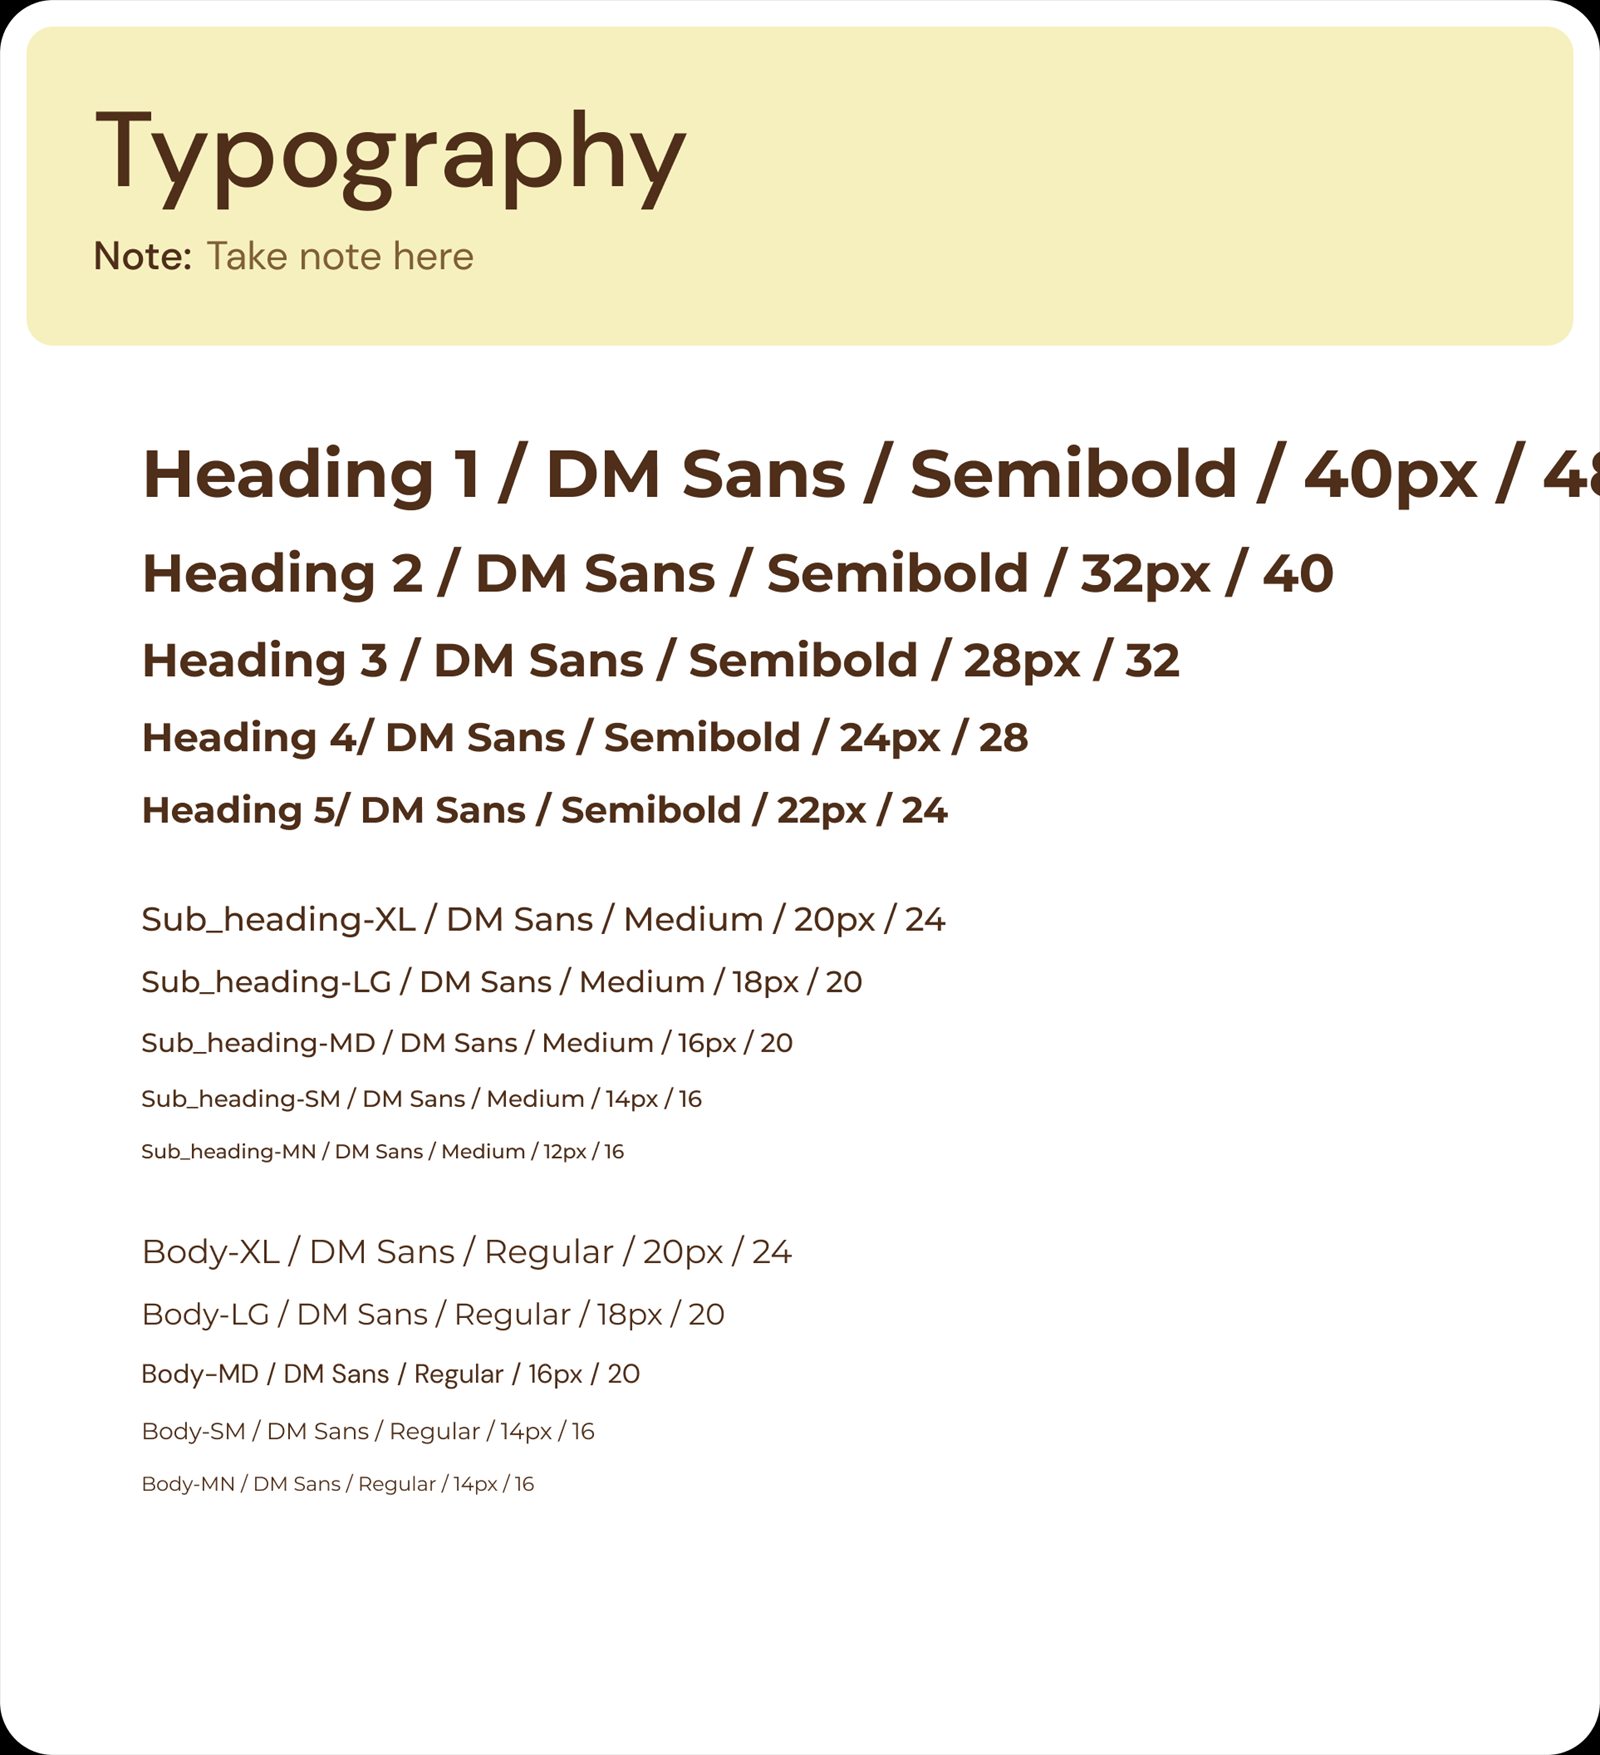 Typography
Note: Take note here
Heading 1 / DM Sans / Semibold / 40px / 48
Heading 2 / DM Sans / Semibold / 32px / 40
Heading 3 / DM Sans / Semibold / 28px / 32
Heading 4/ DM Sans / Semibold / 24px / 28
Heading 5/ DM Sans / Semibold / 22px / 24
Sub_heading-XL / DM Sans / Medium / 20px / 24
Sub_heading-LG / DM Sans / Medium / 18px / 20
Sub_heading-MD / DM Sans / Medium / 16px / 20
Sub_heading-SM / DM Sans / Medium / 14px / 16
Sub_heading-MN / DM Sans / Medium / 12px / 16
Body-XL / DM Sans / Regular / 20px / 24
Body-LG / DM Sans / Regular / 18px / 20
Body-MD / DM Sans / Regular / 16px / 20
Body-SM / DM Sans / Regular / 14px / 16
Body-MN / DM Sans / Regular / 14px / 16